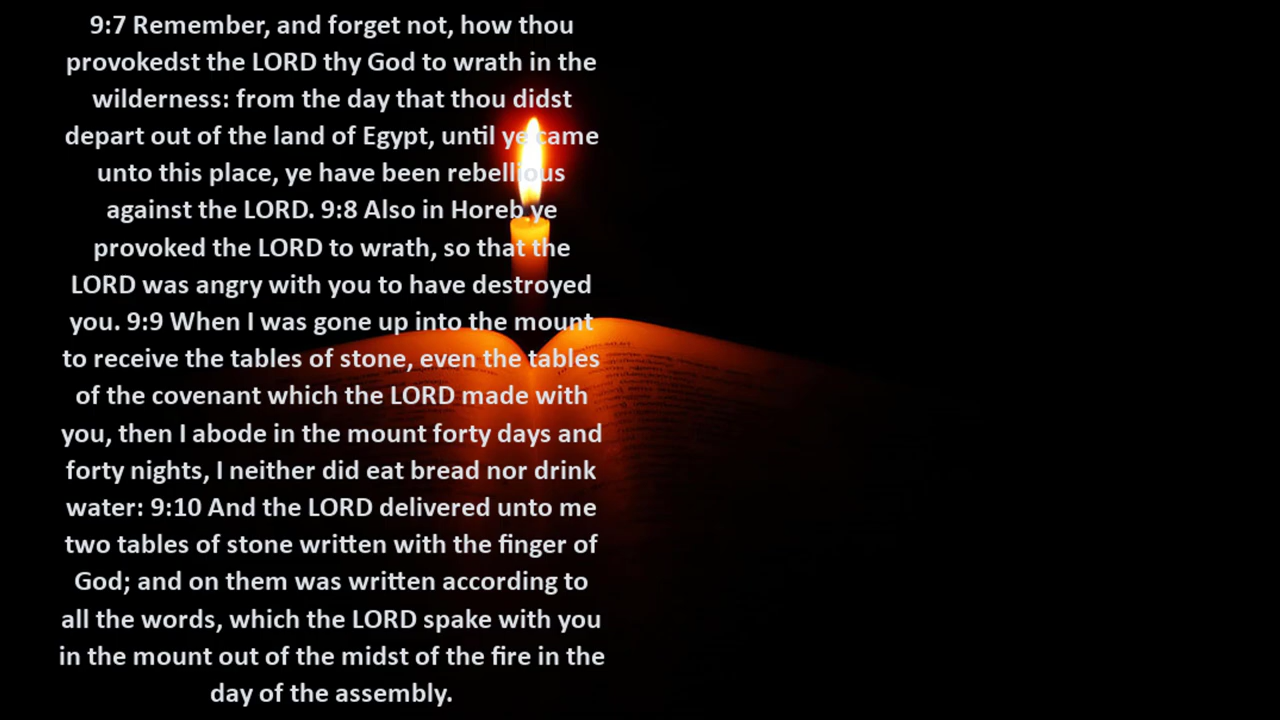 9:7 Remember, and forget not, how thou
provokedst the LORD thy God to wrath in the
wilderness: from the day that thou didst
depart out of the land of Egypt, until ye came
unto this place, ye have been rebellious
against the LORD. 9:8 Also in Horeb ye
provoked the LORD to wrath, so that the
LORD was angry with you to have destroyed
you. 9:9 When I was gone up into the mount
to receive the tables of stone, even the tables
of the covenant which the LORD made with
you, then I abode in the mount forty days and
forty nights, I neither did eat bread nor drink
water: 9:10 And the LORD delivered unto me
two tables of stone written with the finger of
God; and on them was written according to
all the words, which the LORD spake with you
in the mount out of the midst of the fire in the
day of the assembly.